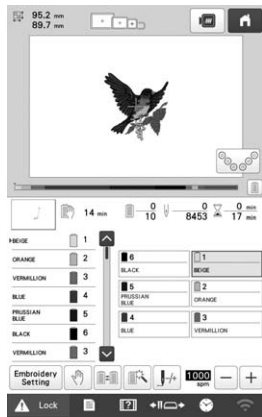 95.2 mm
89.7 mm
14 min
0
10
0
8453
0
17 min
BEIGE 1
ORANGE 2
VERMILLION 3
BLUE 4
PRUSSIAN
BLUE 5
BLACK 6
VERMILLION 3
6
BLACK
1
BEIGE
5
PRUSSIAN
BLUE
2
ORANGE
4
BLUE
3
VERMILLION
Embroidery
Setting
1000
spm
Lock